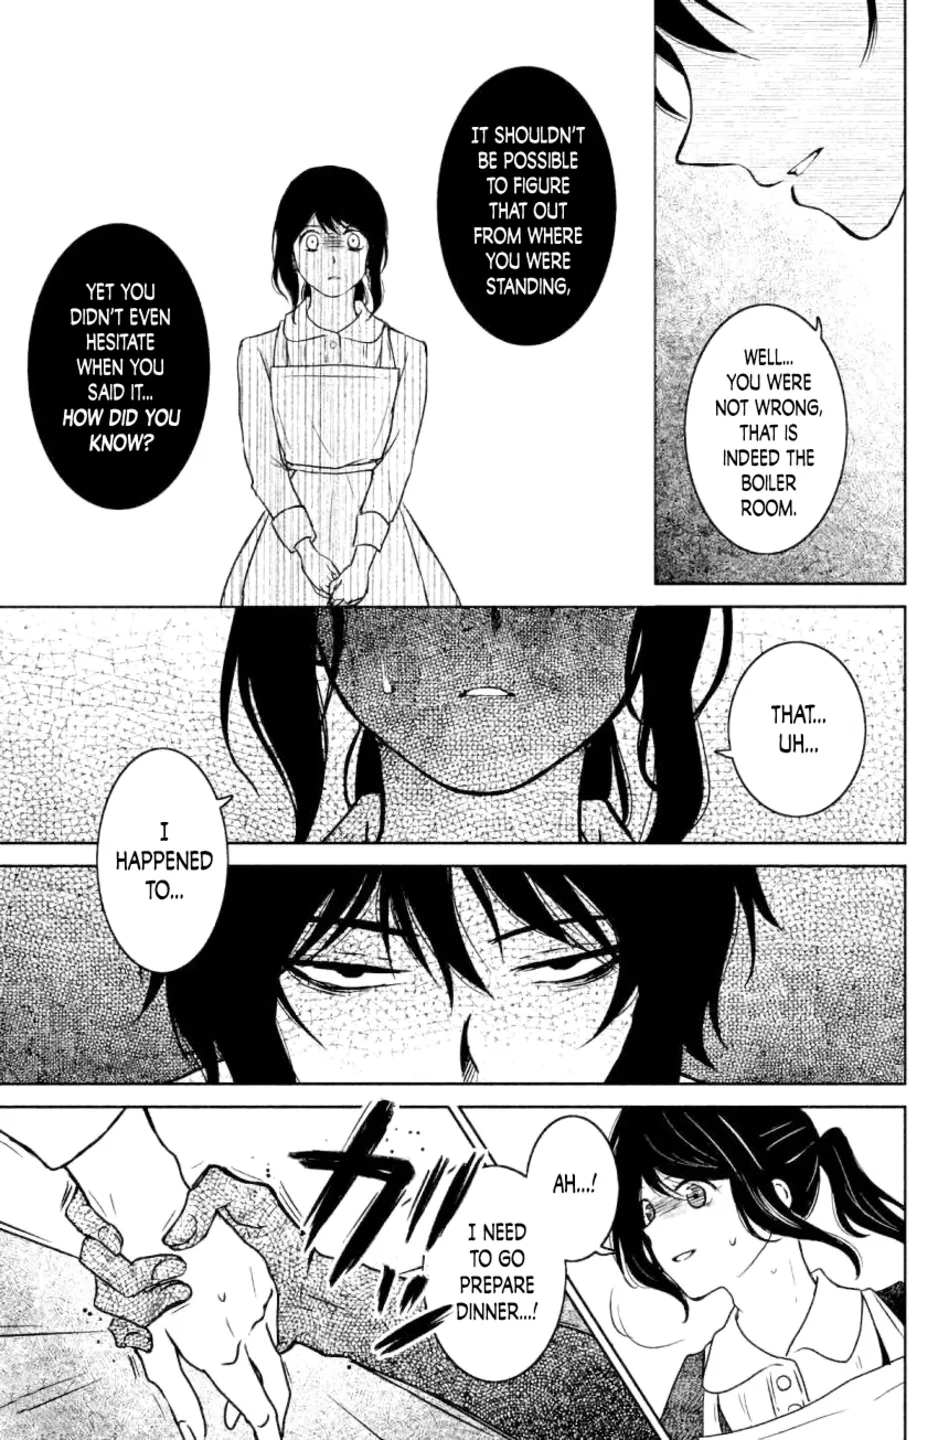 WELL...
YOU WERE
NOT WRONG,
THAT IS
INDEED THE
BOILER
ROOM.
IT SHOULDN'T
BE POSSIBLE
TO FIGURE
THAT OUT
FROM WHERE
YOU WERE
STANDING,
YET YOU
DIDN'T EVEN
HESITATE
WHEN YOU
SAID IT...
HOW DID YOU
KNOW?
THAT...
UH...
I
HAPPENED
TO...
AH...!
I NEED
TO GO
PREPARE
DINNER...!
ガッ